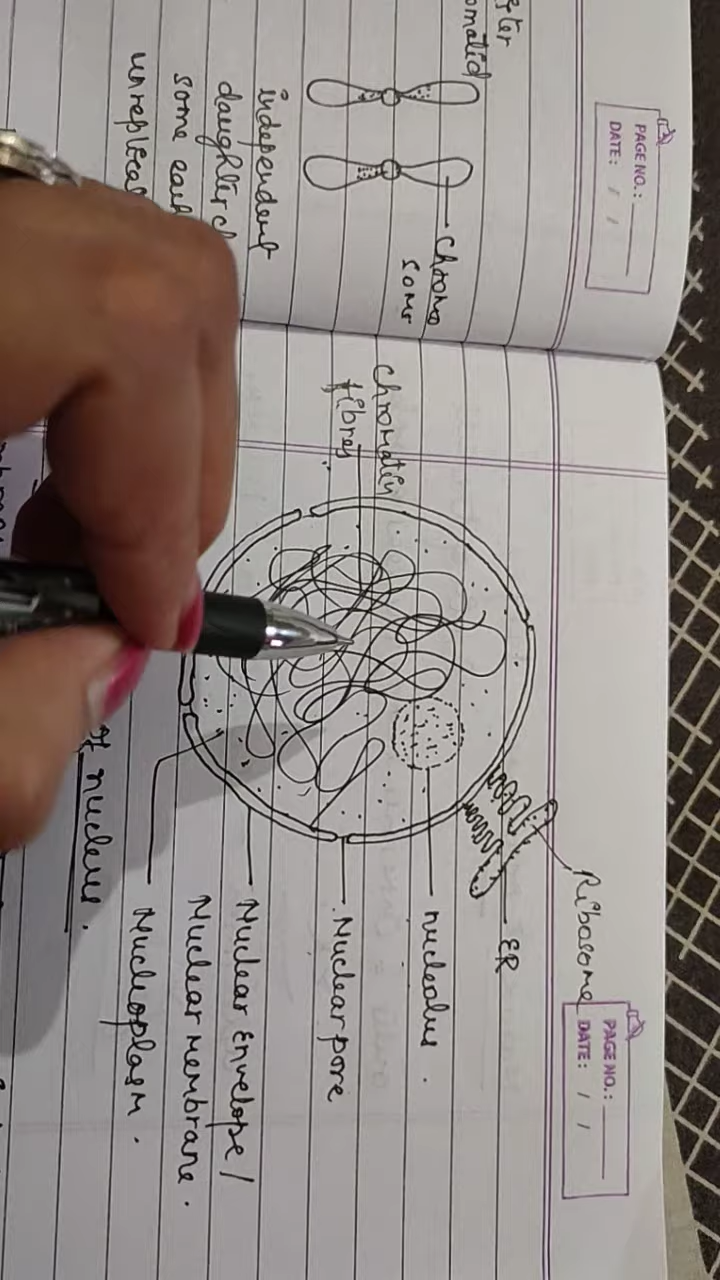 PAGE NO.:
DATE: / /
Chromo
some
independent
daughter
some
PAGE NO.:
DATE: / /
Ribosome
ER
nucleolus.
Chromatin
fibres
Nuclear pore
Nuclear Envelope/
Nuclear membrane.
Nucleoplasm.
of nucleus.